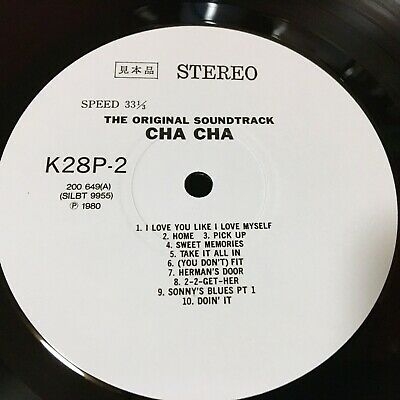 見本品 STEREO
SPEED 33⅓
THE ORIGINAL SOUNDTRACK
CHA CHA
K28P-2
200 649(A)
(SILBT 9955)
Ⓟ 1980
1. I LOVE YOU LIKE I LOVE MYSELF
2. HOME 3. PICK UP
4. SWEET MEMORIES
5. TAKE IT ALL IN
6. (YOU DON'T) FIT
7. HERMAN'S DOOR
8. 2-2-GET-HER
9. SONNY'S BLUES PT 1
10. DOIN' IT